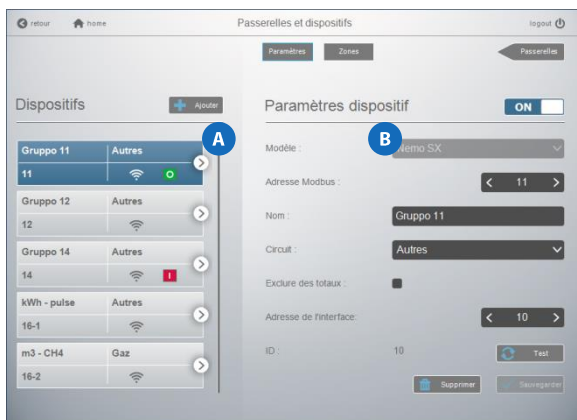 retour home Passerelles et dispositifs logout
Paramètres Zones Passerelles
Dispositifs Ajouter
A
Gruppo 11 Autres
11 O
Gruppo 12 Autres
12
Gruppo 14 Autres
14 I
kWh - pulse Autres
16-1
m3 - CH4 Gaz
16-2
Paramètres dispositif ON
B
Modèle : Nemo SX
Adresse Modbus : < 11 >
Nom : Gruppo 11
Circuit : Autres
Exclure des totaux :
Adresse de l'interface: < 10 >
ID : 10 Test
Supprimer Sauvegarder